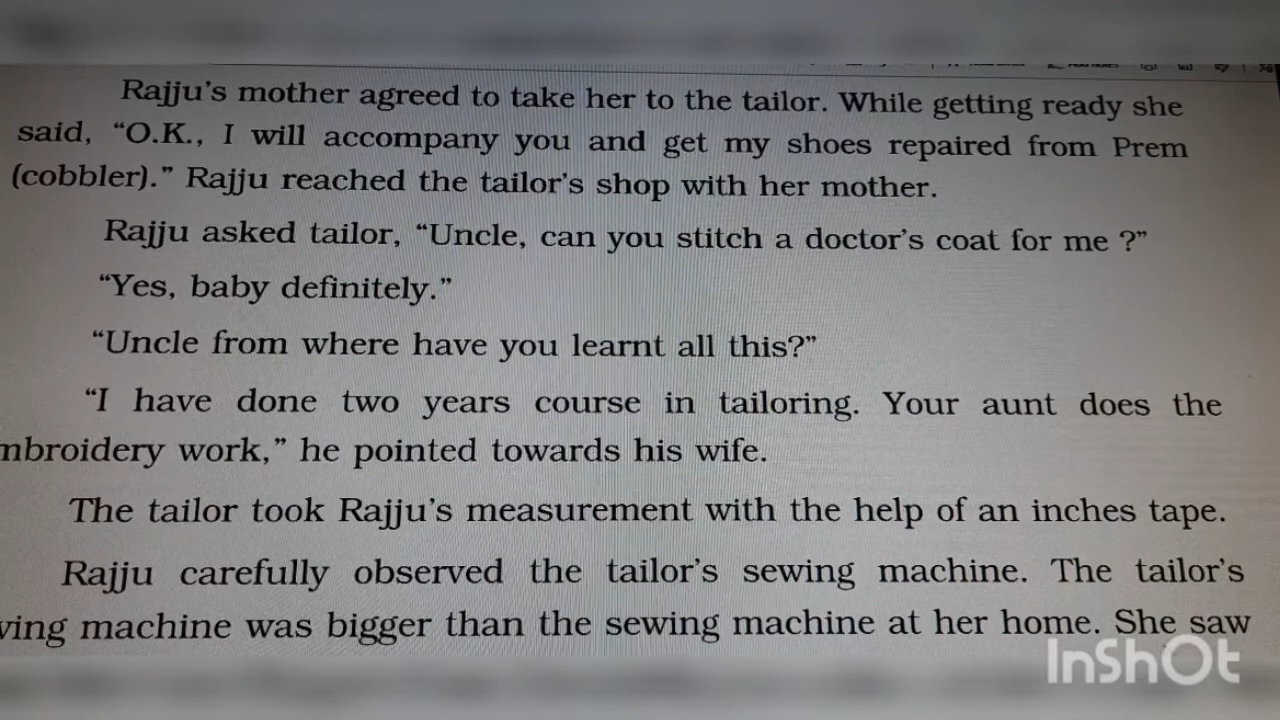 Rajju's mother agreed to take her to the tailor. While getting ready she
said, “O.K., I will accompany you and get my shoes repaired from Prem
(cobbler).” Rajju reached the tailor's shop with her mother.
Rajju asked tailor, “Uncle, can you stitch a doctor's coat for me ?”
“Yes, baby definitely.”
“Uncle from where have you learnt all this?”
“I have done two years course in tailoring. Your aunt does the
mbroidery work,” he pointed towards his wife.
The tailor took Rajju's measurement with the help of an inches tape.
Rajju carefully observed the tailor's sewing machine. The tailor's
ving machine was bigger than the sewing machine at her home. She saw
InShOt